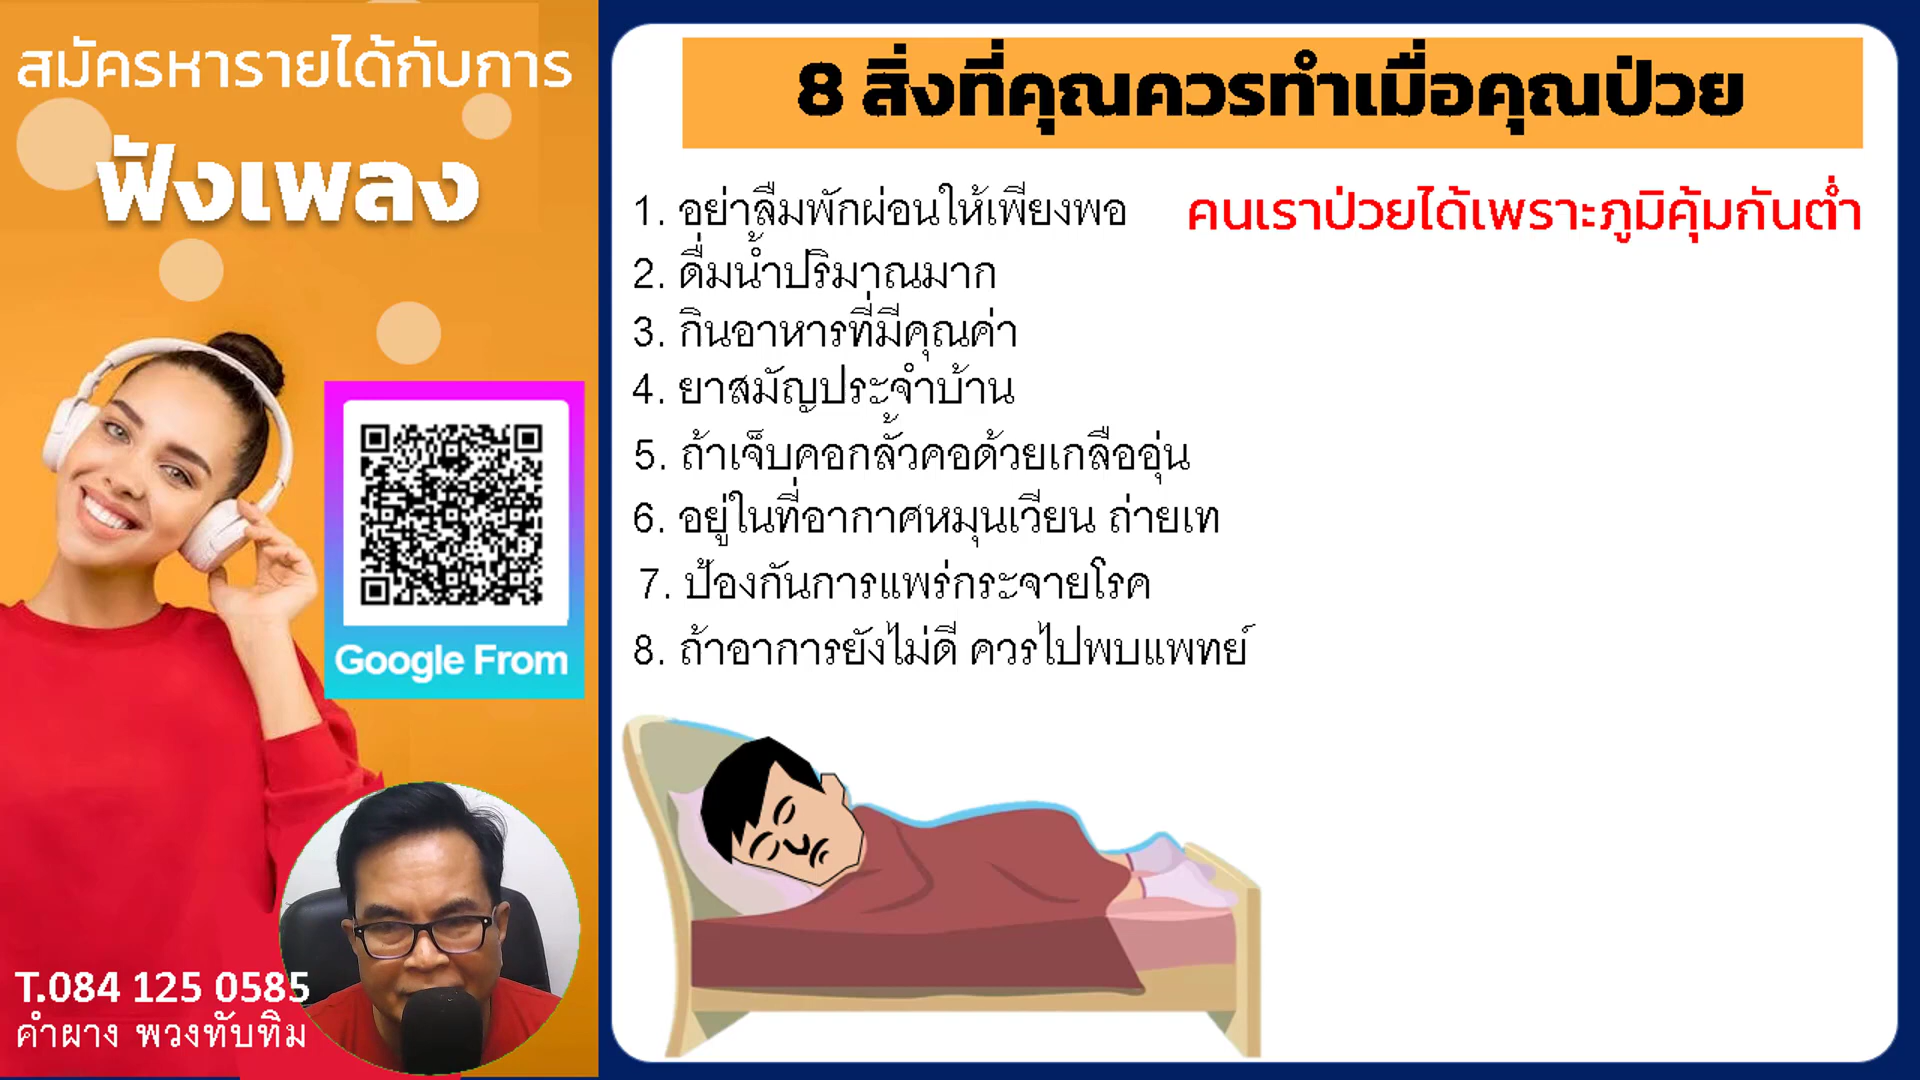 สมัครหารายได้กับการ
ฟังเพลง
Google From
T.084 125 0585
คำผาง พวงทับทิม
8 สิ่งที่คุณควรทำเมื่อคุณป่วย
1. อย่าลืมพักผ่อนให้เพียงพอ
คนเราป่วยได้เพราะภูมิคุ้มกันต่ำ
2. ดื่มน้ำปริมาณมาก
3. กินอาหารที่มีคุณค่า
4. ยาสมัญประจำบ้าน
5. ถ้าเจ็บคอกลั้วคอด้วยเกลืออุ่น
6. อยู่ในที่อากาศหมุนเวียน ถ่ายเท
7. ป้องกันการแพร่กระจายโรค
8. ถ้าอาการยังไม่ดี ควรไปพบแพทย์